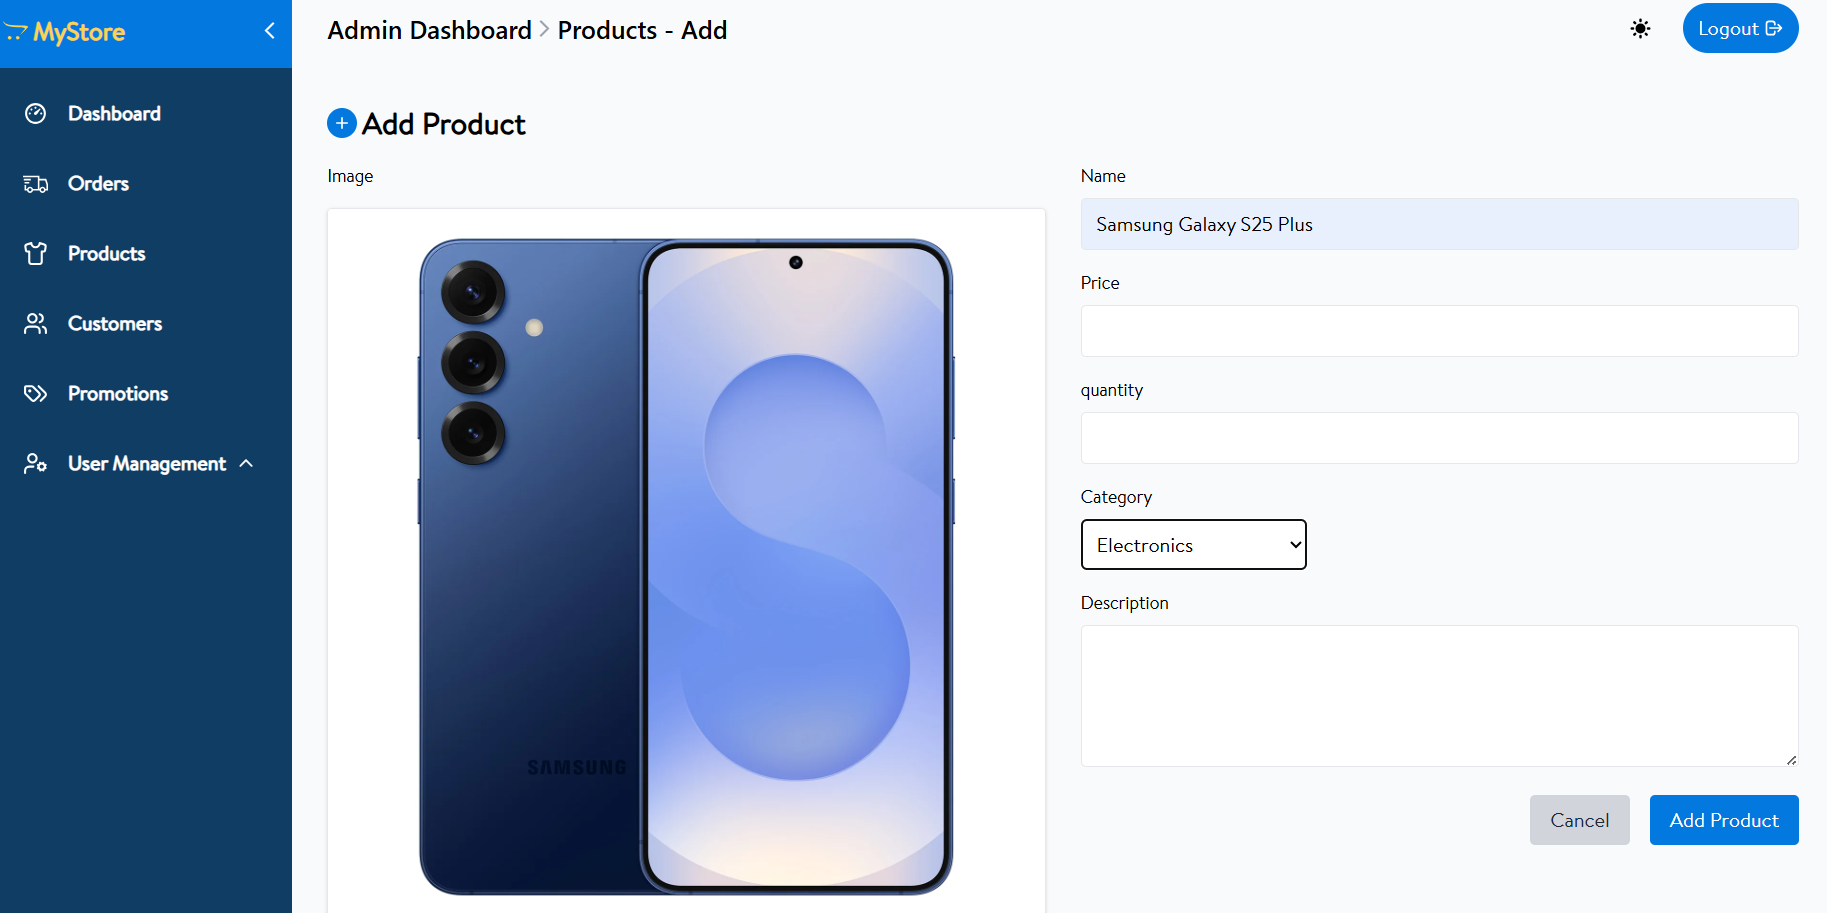 MyStore
Dashboard
Orders
Products
Customers
Promotions
User Management
Admin Dashboard > Products - Add
Logout
Add Product
Image
SAMSUNG
Name
Samsung Galaxy S25 Plus
Price
quantity
Category
Electronics
Description
Cancel
Add Product